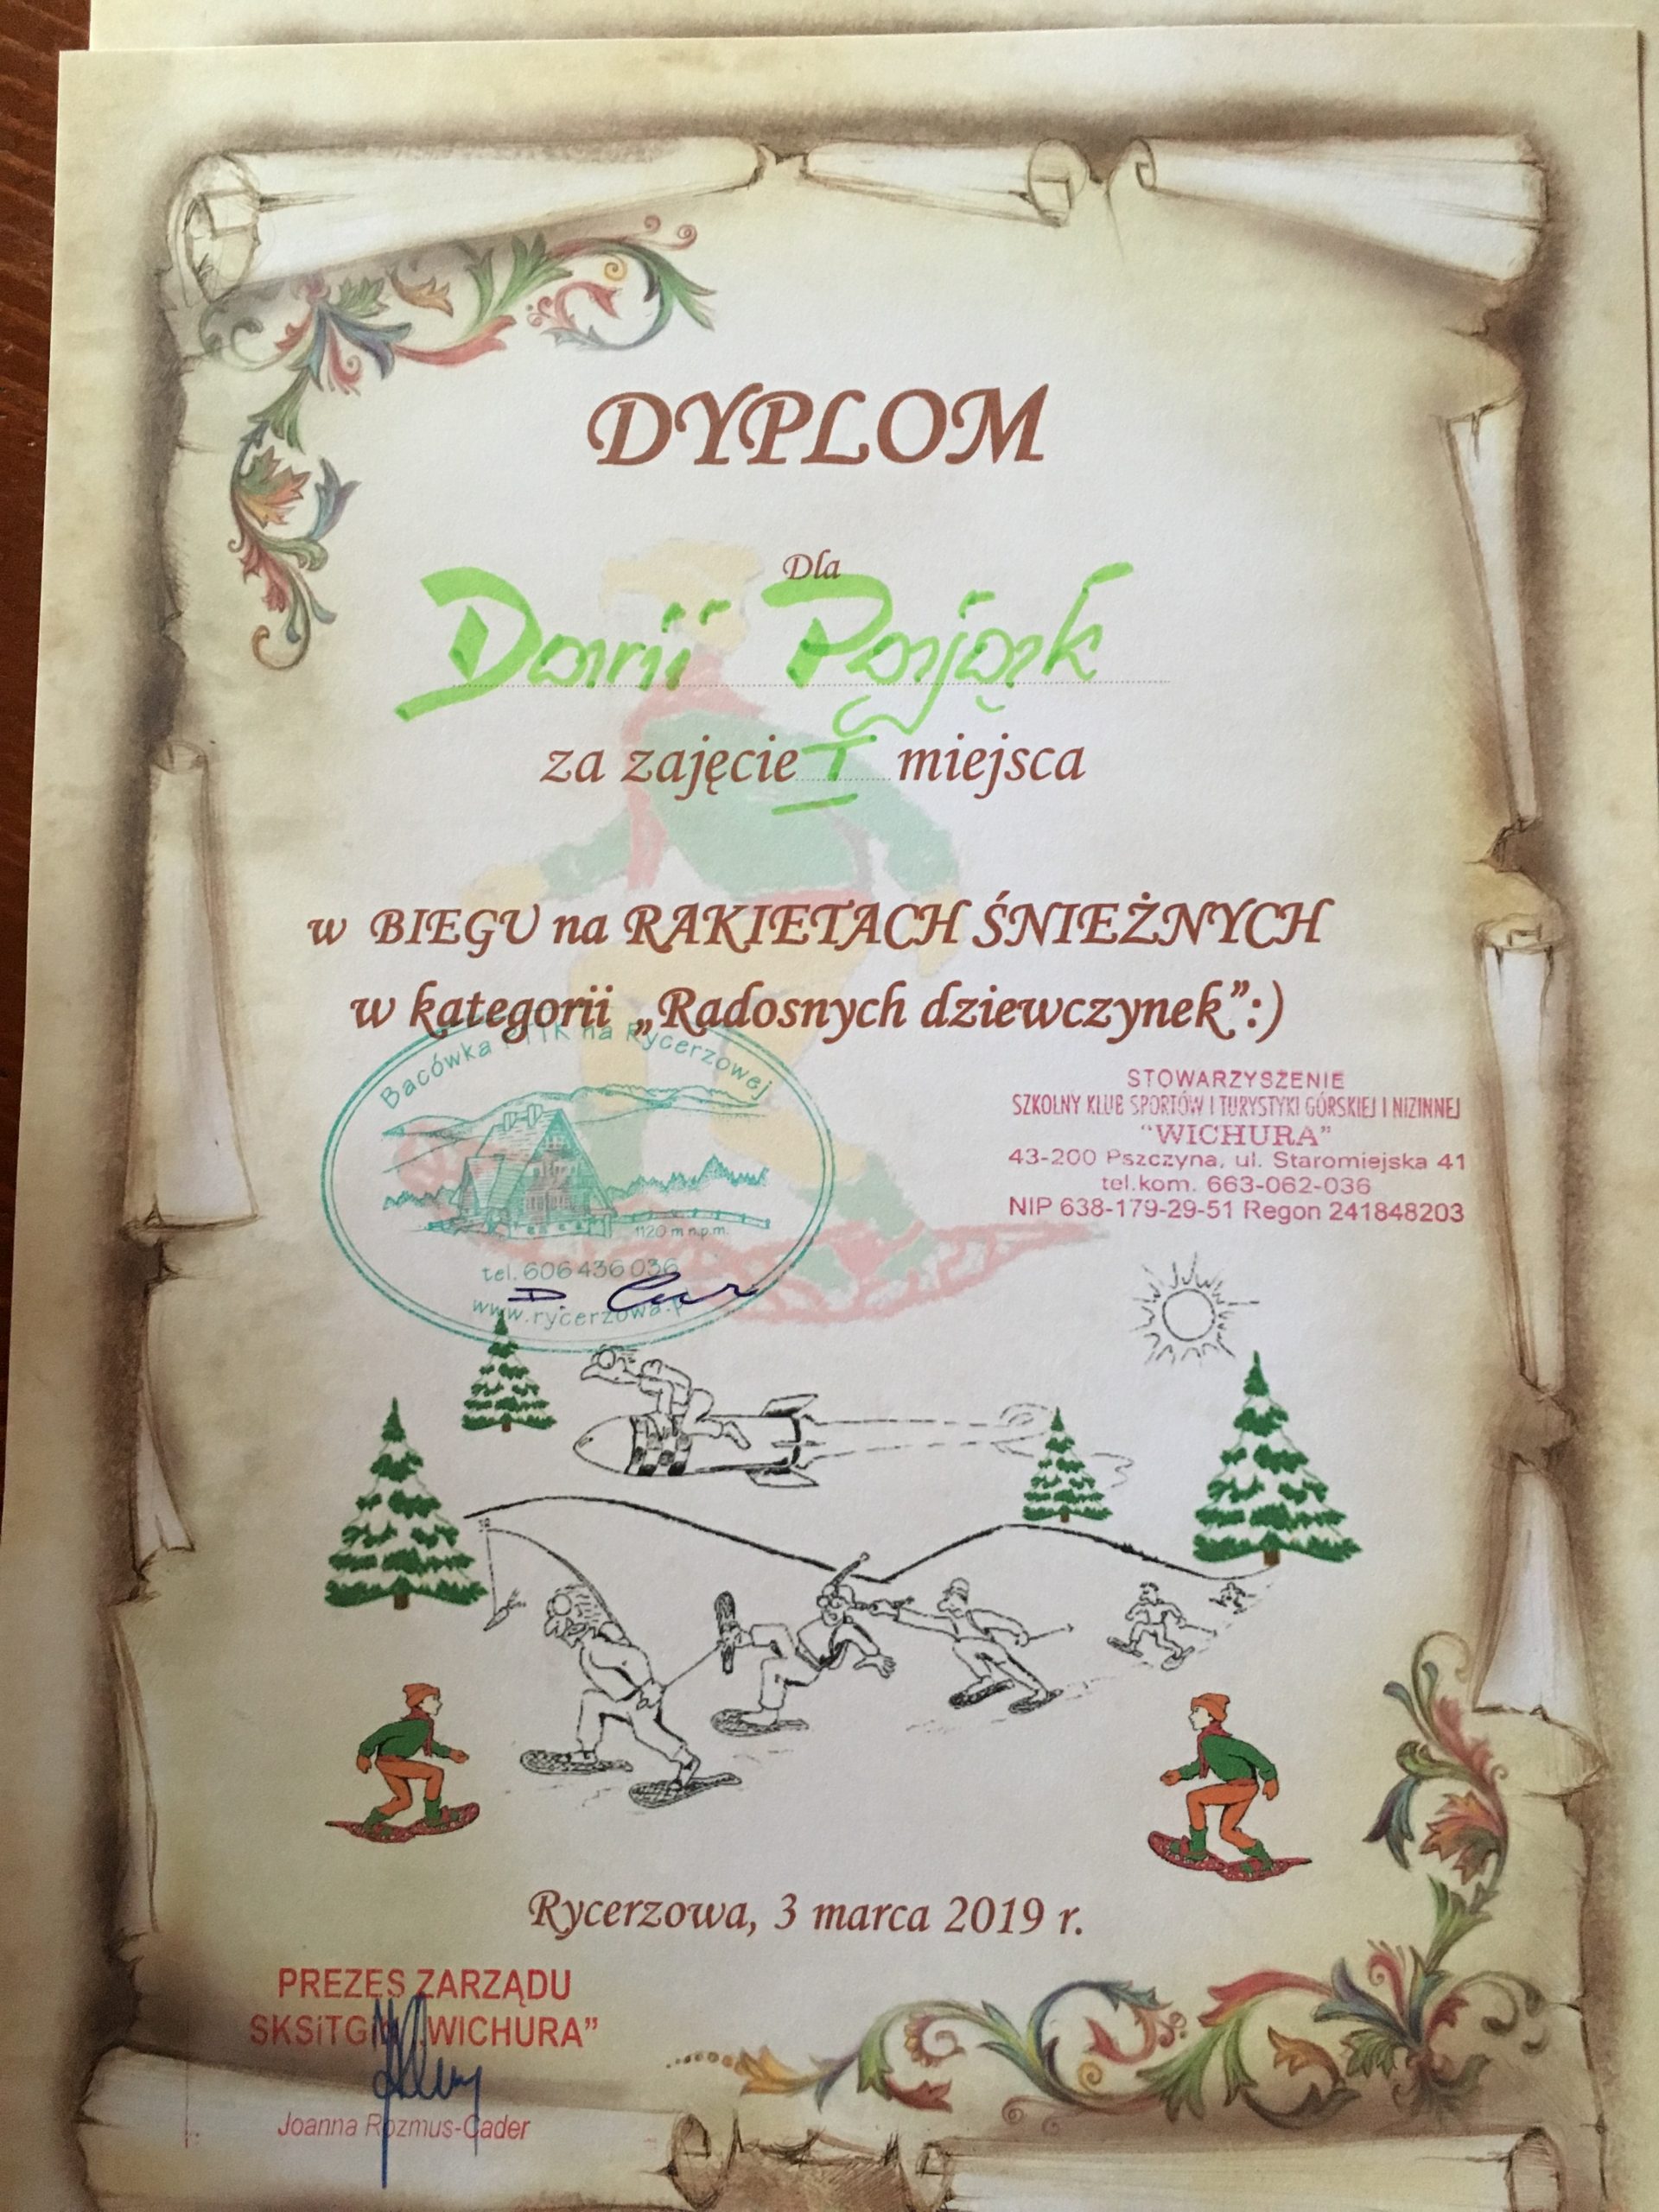 DYPLOM
Dla
Darii Pająk
za zajęcie I miejsca
w BIEGU na RAKIETACH ŚNIEŻNYCH
w kategorii „Radosnych dziewczynek”:)
Bacówka PTTK na Rycerzowej
1120 m n.p.m.
tel. 606 436 036
www.rycerzowa.p
STOWARZYSZENIE
SZKOLNY KLUB SPORTÓW I TURYSTYKI GÓRSKIEJ I NIZINNEJ
“WICHURA”
43-200 Pszczyna, ul. Staromiejska 41
tel.kom. 663-062-036
NIP 638-179-29-51 Regon 241848203
Rycerzowa, 3 marca 2019 r.
PREZES ZARZĄDU
SKSiTGiN „WICHURA”
Joanna Rozmus-Cader